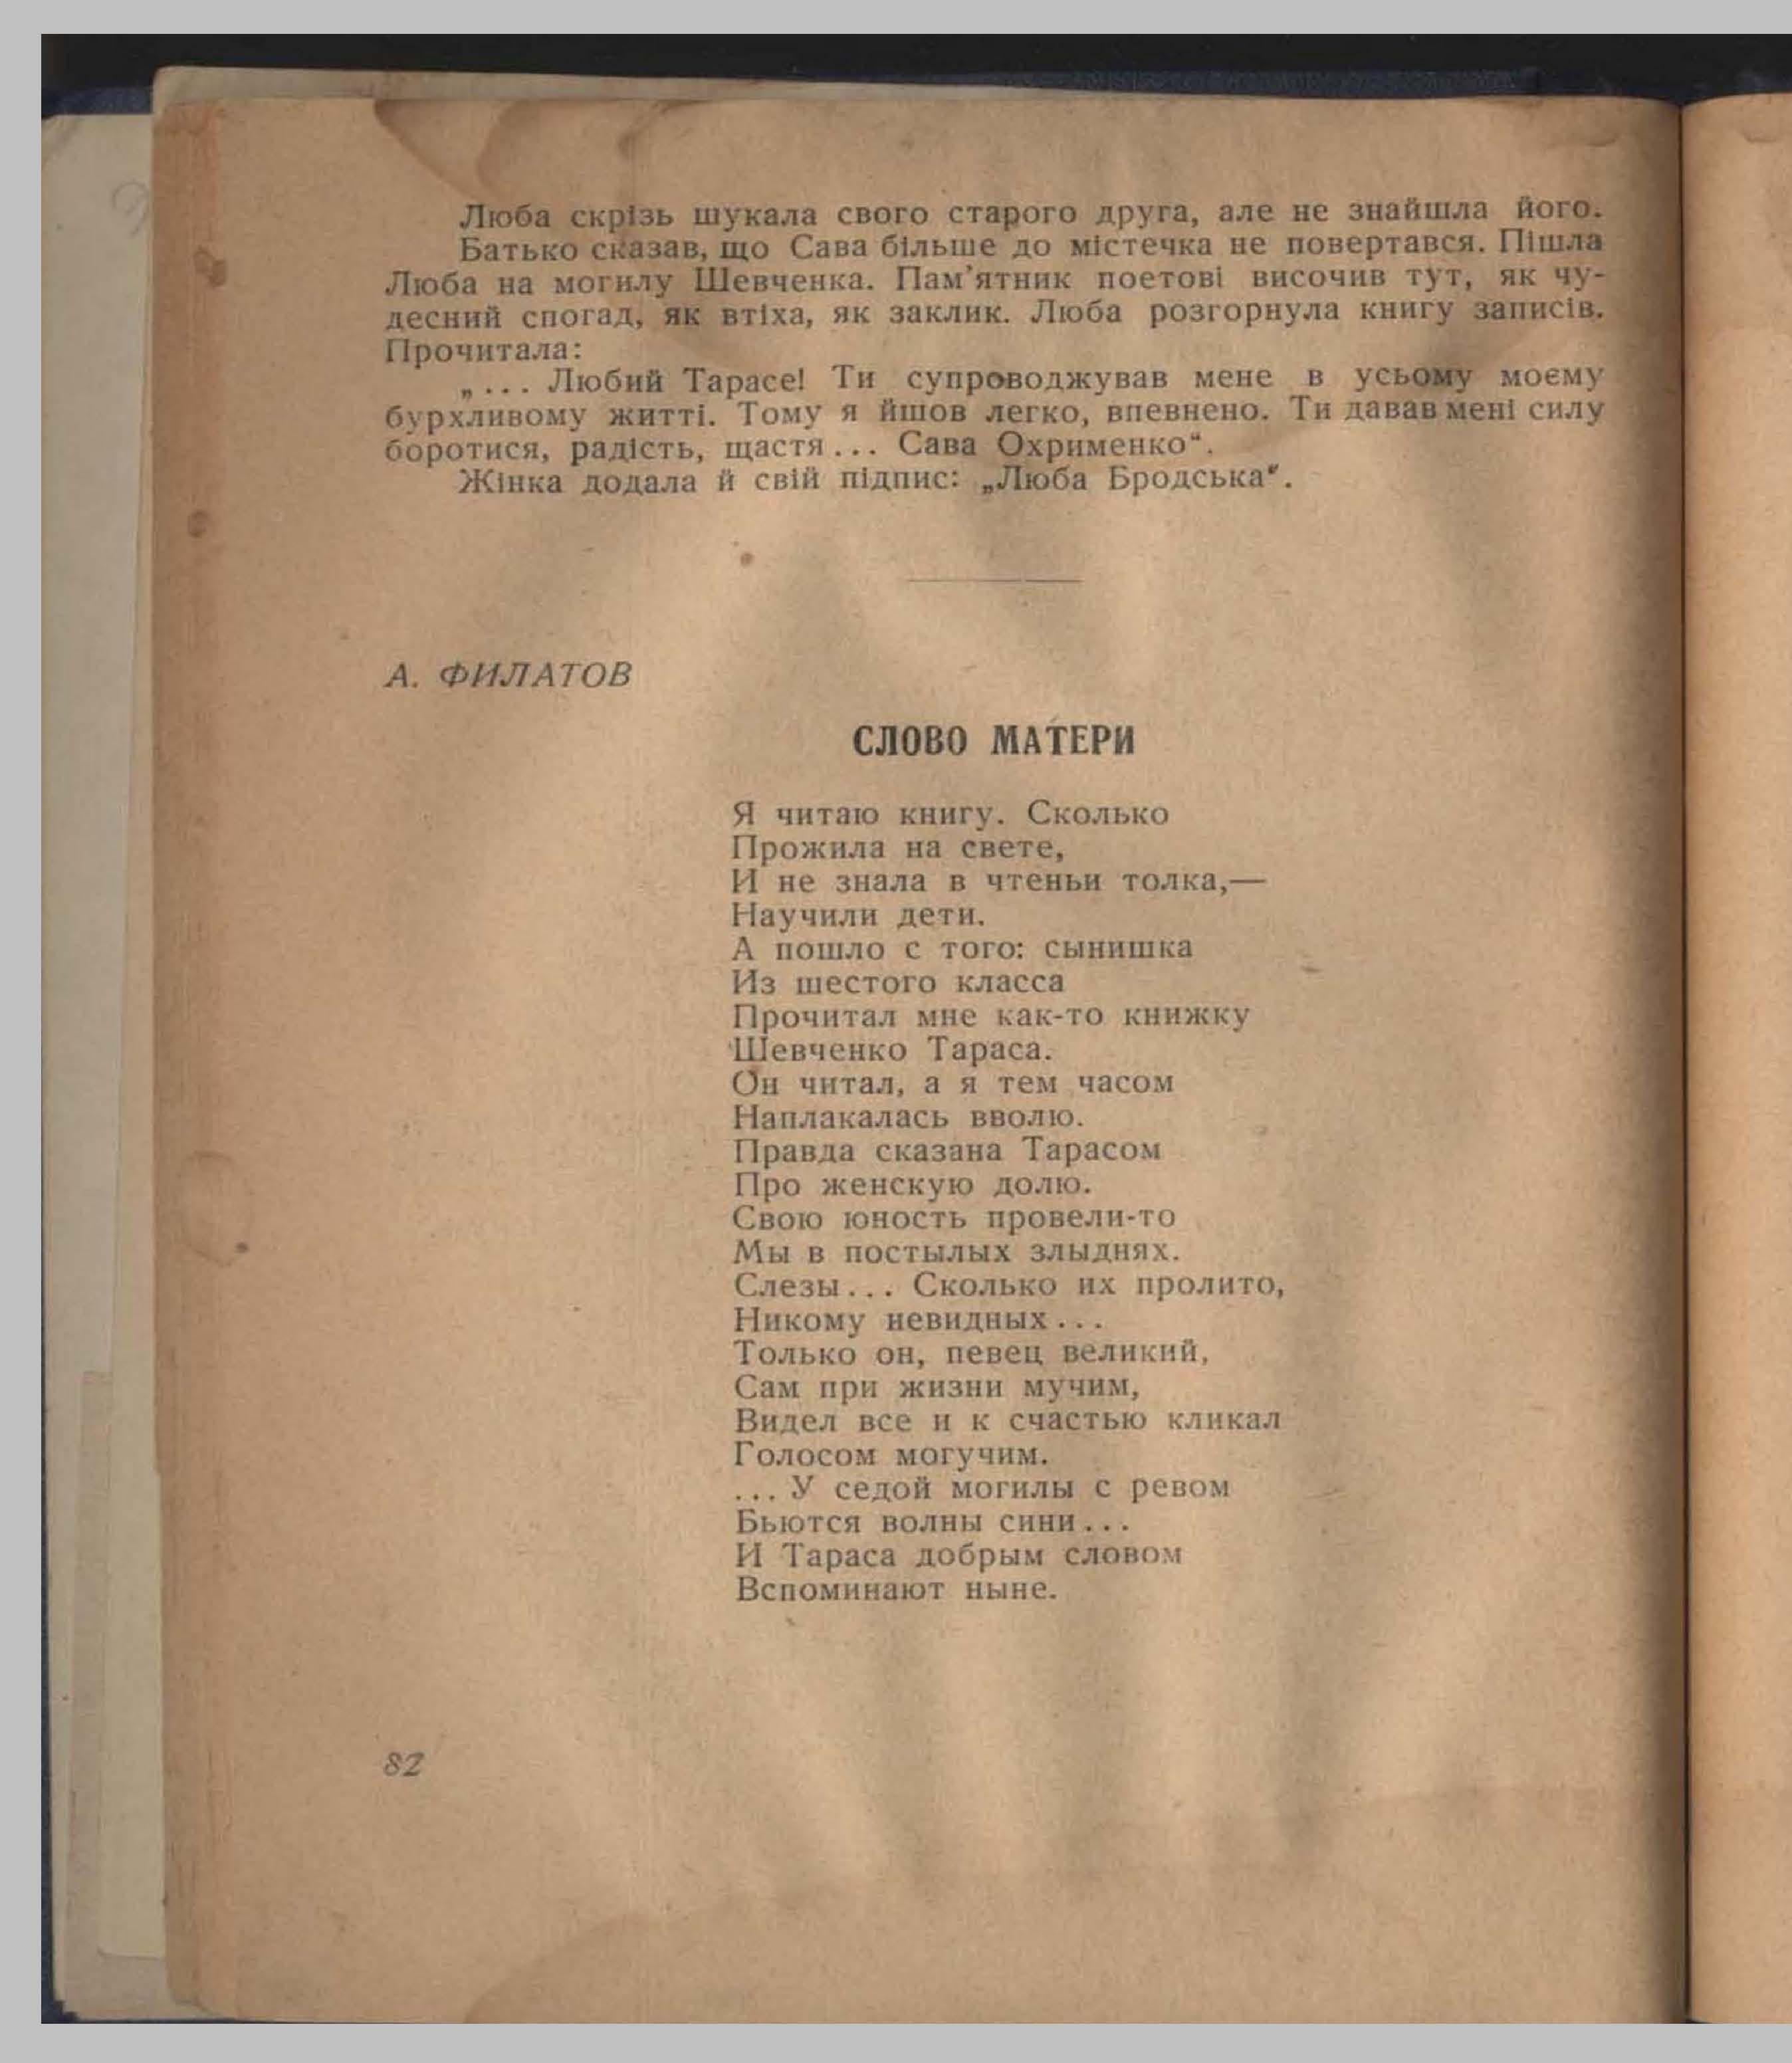 Люба скрізь шукала свого старого друга, але не знайшла його.
Батько сказав, що Сава більше до містечка не повертався. Пішла
Люба на могилу Шевченка. Пам'ятник поетові височив тут, як чу-
десний спогад, як втіха, як заклик. Люба розгорнула книгу записів.
Прочитала:
„... Любий Тарасе! Ти супроводжував мене в усьому моєму
бурхливому житті. Тому я йшов легко, впевнено. Ти давав мені силу
боротися, радість, щастя... Сава Охрименко“.
Жінка додала й свій підпис: „Люба Бродська“.
А. ФИЛАТОВ
СЛОВО МАТЕРИ
Я читаю книгу. Сколько
Прожила на свете,
И не знала в чтеньи толка,—
Научили дети.
А пошло с того: сынишка
Из шестого класса
Прочитал мне как-то книжку
Шевченко Тараса.
Он читал, а я тем часом
Наплакалась вволю.
Правда сказана Тарасом
Про женскую долю.
Свою юность провели-то
Мы в постылых злыднях.
Слезы... Сколько их пролито,
Никому невидных...
Только он, певец великий,
Сам при жизни мучим,
Видел все и к счастью кликал
Голосом могучим.
... У седой могилы с ревом
Бьются волны сини...
И Тараса добрым словом
Вспоминают ныне.
82